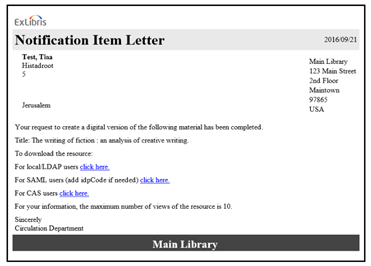 ExLibris
Notification Item Letter 2016/09/21
Test, Tina
Histadroot
5
Jerusalem
Main Library
123 Main Street
2nd Floor
Maintown
97865
USA
Your request to create a digital version of the following material has been completed.
Title: The writing of fiction : an analysis of creative writing.
To download the resource:
For local/LDAP users click here.
For SAML users (add idpCode if needed) click here.
For CAS users click here.
For your information, the maximum number of views of the resource is 10.
Sincerely
Circulation Department
Main Library